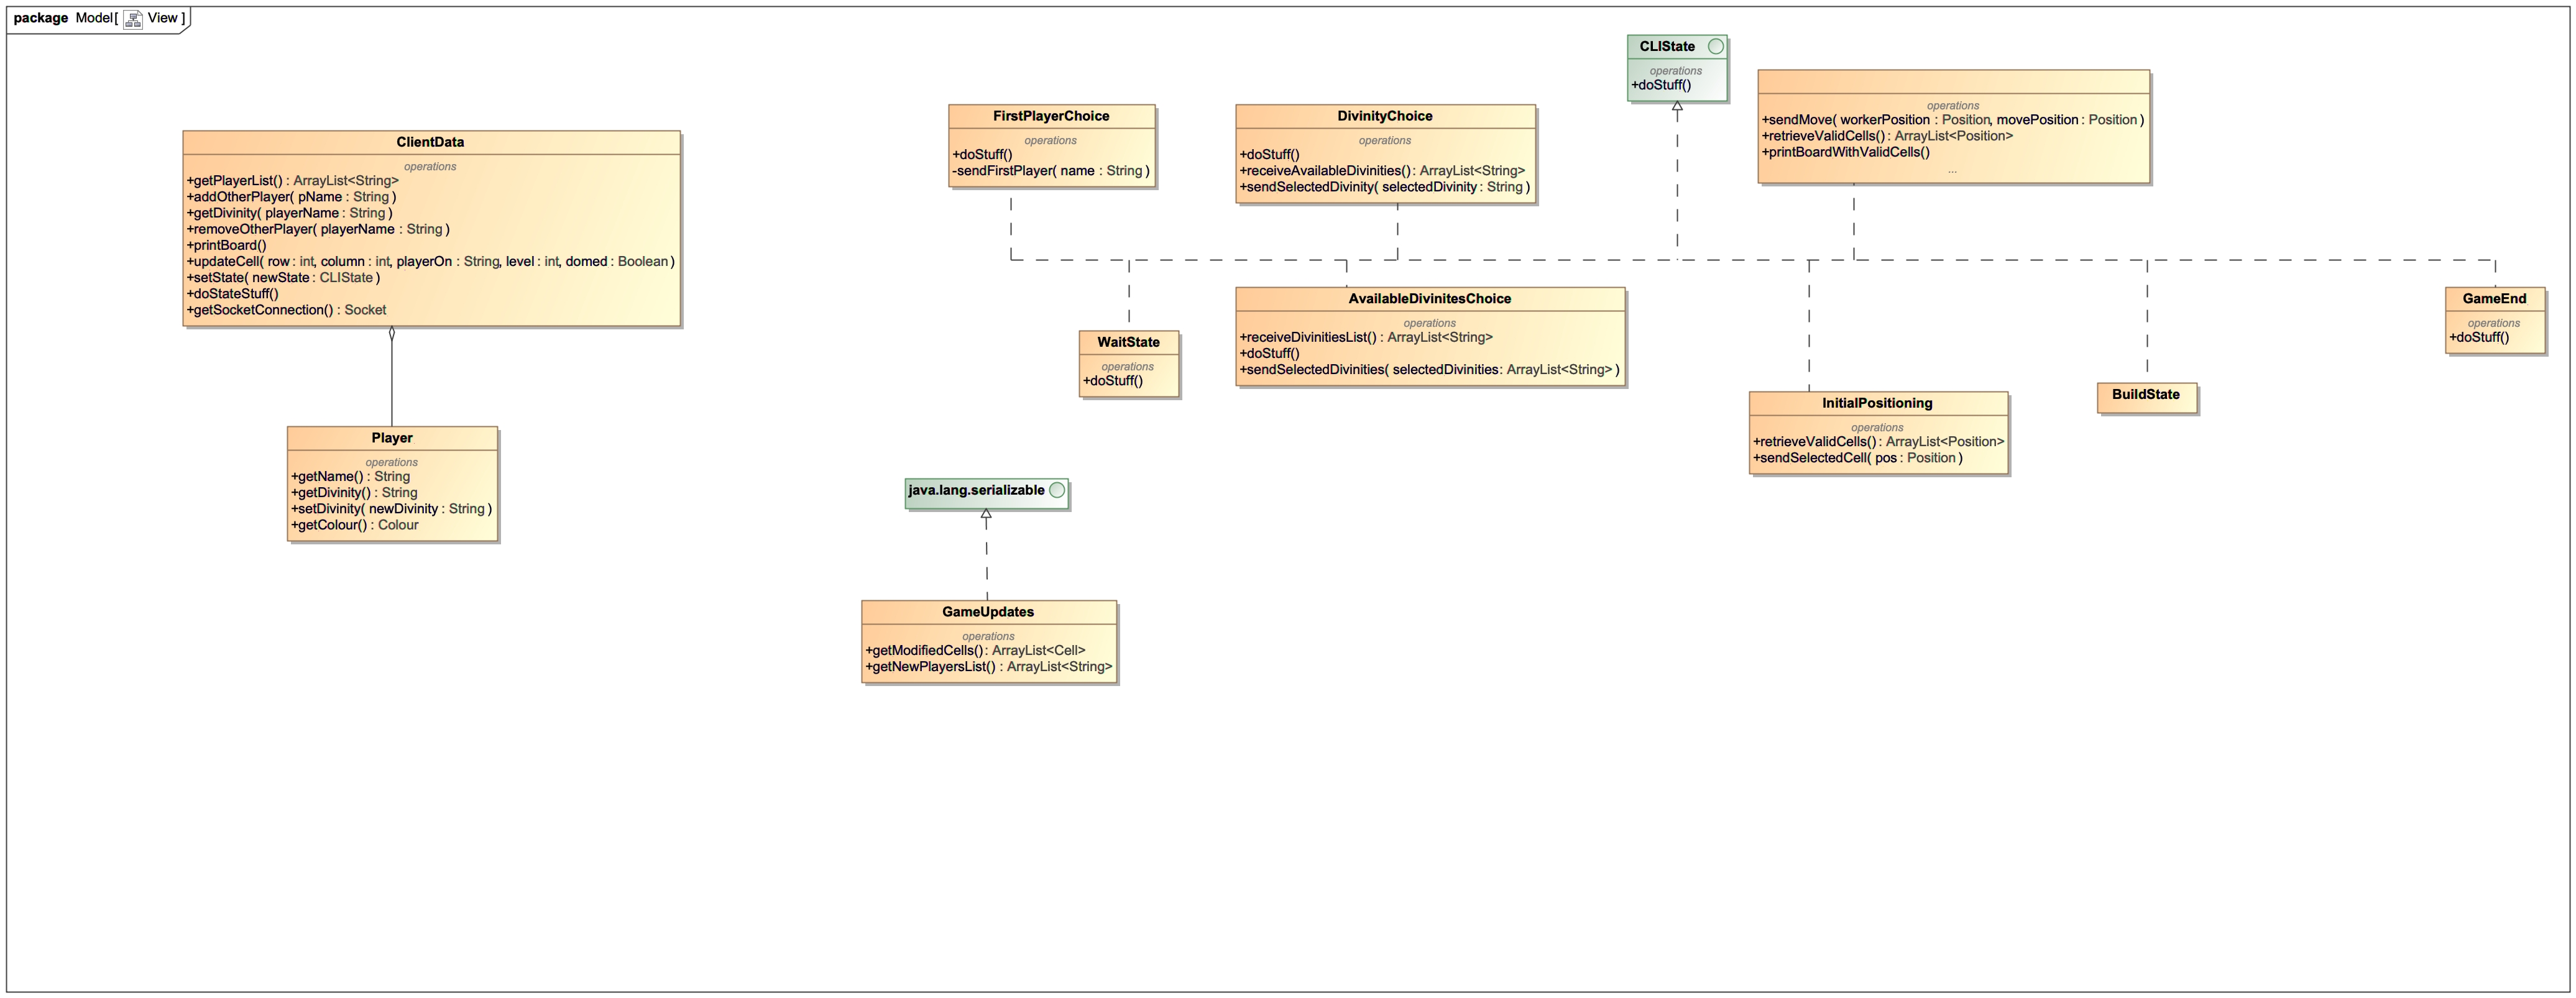 package Model[ View ]
CLIState
operations
+doStuff()
operations
+sendMove( workerPosition : Position, movePosition : Position )
+retrieveValidCells() : ArrayList<Position>
+printBoardWithValidCells()
...
FirstPlayerChoice
operations
+doStuff()
-sendFirstPlayer( name : String )
DivinityChoice
operations
+doStuff()
+receiveAvailableDivinities() : ArrayList<String>
+sendSelectedDivinity( selectedDivinity : String )
ClientData
operations
+getPlayerList() : ArrayList<String>
+addOtherPlayer( pName : String )
+getDivinity( playerName : String )
+removeOtherPlayer( playerName : String )
+printBoard()
+updateCell( row : int, column : int, playerOn : String, level : int, domed : Boolean )
+setState( newState : CLIState )
+doStateStuff()
+getSocketConnection() : Socket
AvailableDivinitesChoice
operations
+receiveDivinitiesList() : ArrayList<String>
+doStuff()
+sendSelectedDivinities( selectedDivinities : ArrayList<String> )
GameEnd
operations
+doStuff()
WaitState
operations
+doStuff()
BuildState
InitialPositioning
operations
+retrieveValidCells() : ArrayList<Position>
+sendSelectedCell( pos : Position )
Player
operations
+getName() : String
+getDivinity() : String
+setDivinity( newDivinity : String )
+getColour() : Colour
java.lang.serializable
GameUpdates
operations
+getModifiedCells() : ArrayList<Cell>
+getNewPlayersList() : ArrayList<String>